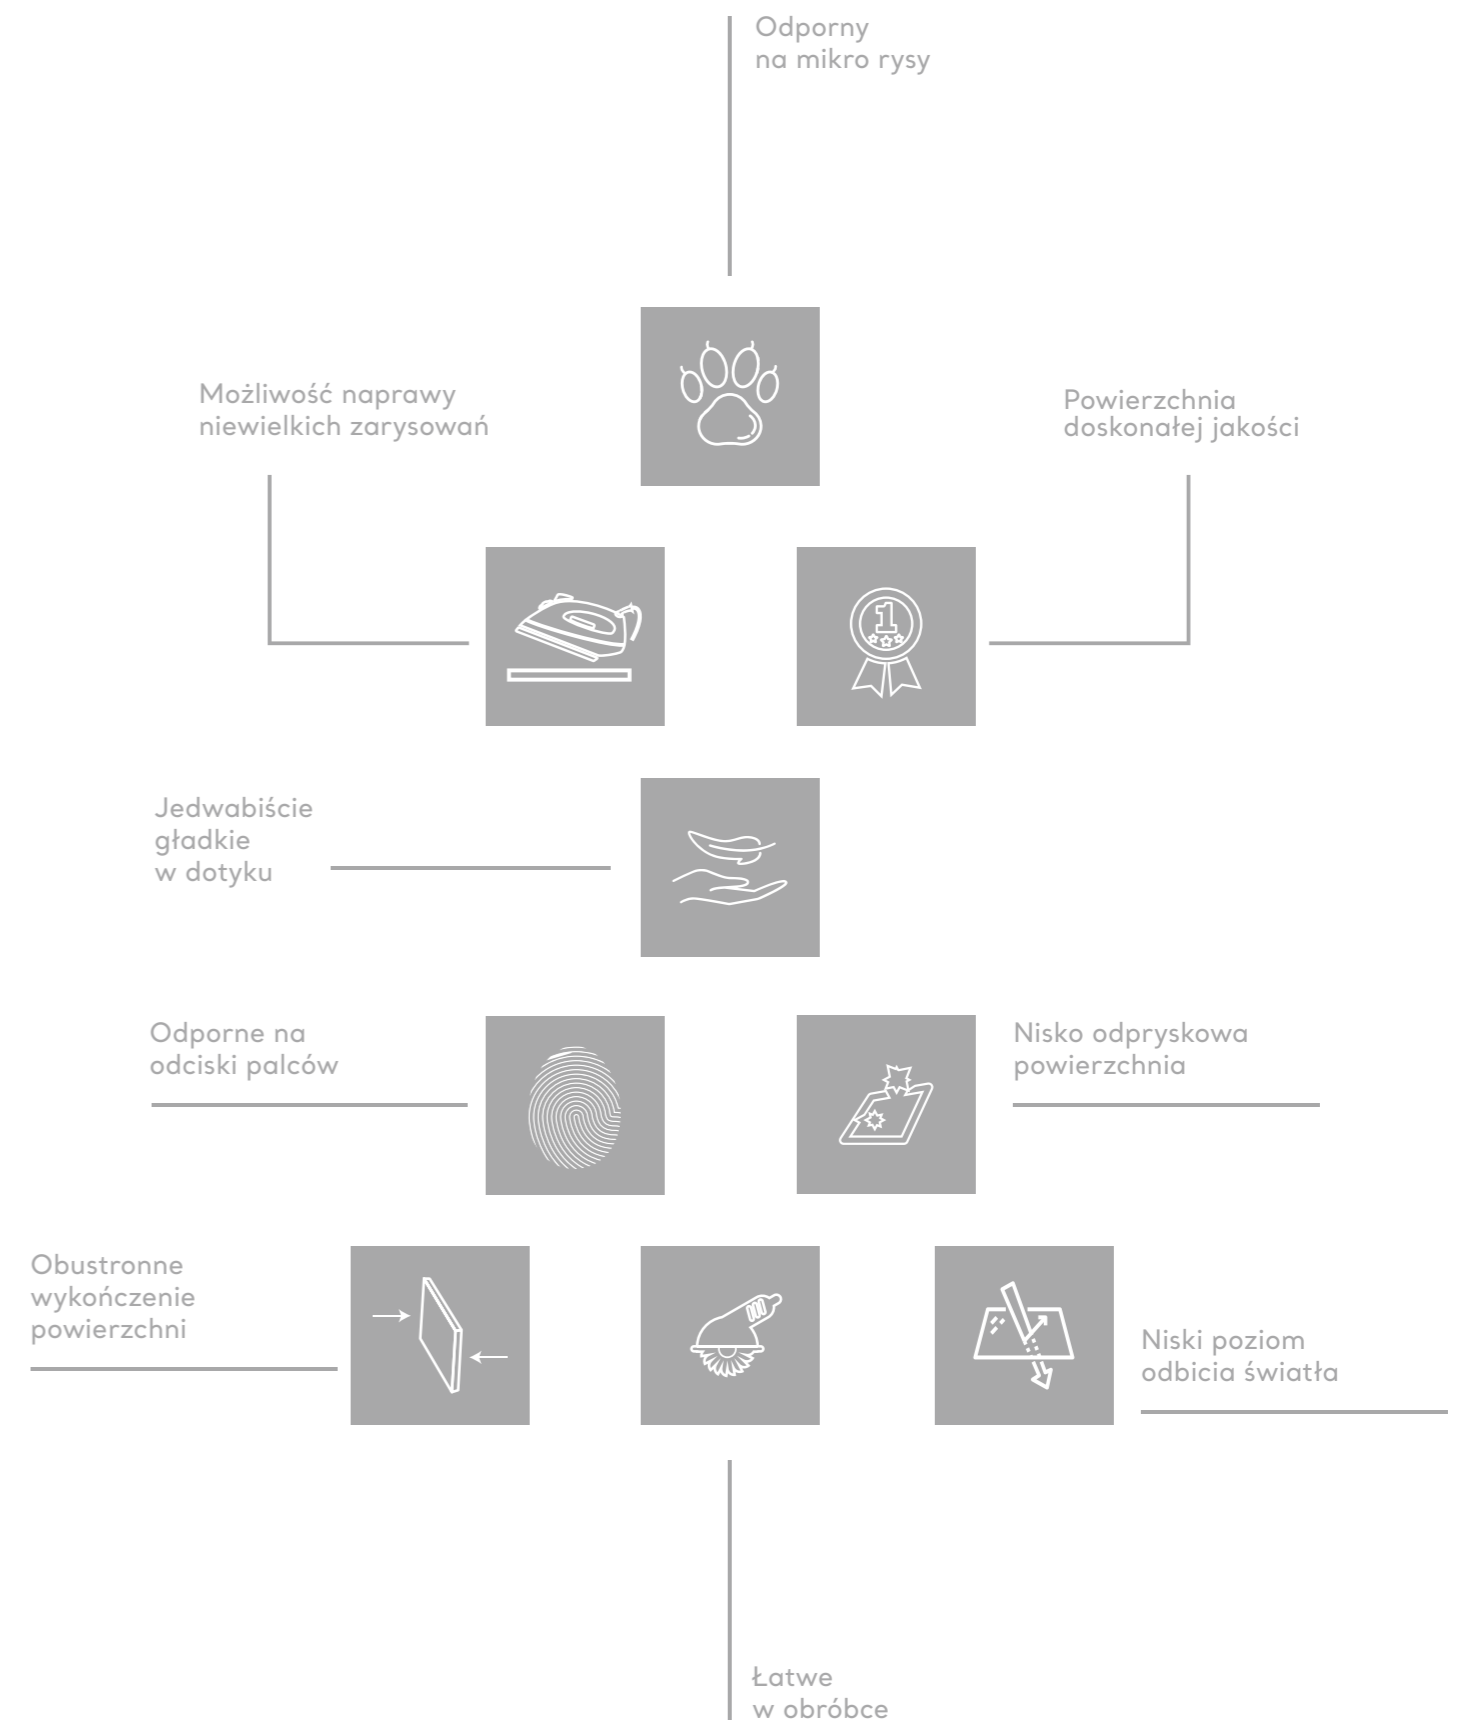 Odporny
na mikro rysy
Możliwość naprawy
niewielkich zarysowań
Powierzchnia
doskonałej jakości
1
Jedwabiście
gładkie
w dotyku
Odporne na
odciski palców
Nisko odpryskowa
powierzchnia
Obustronne
wykończenie
powierzchni
Niski poziom
odbicia światła
Łatwe
w obróbce